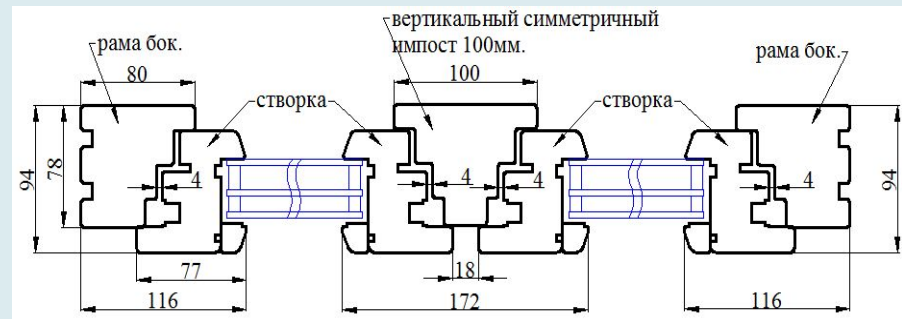 вертикальный симметричный
импост 100мм.
рама бок.
рама бок.
80
100
створка
створка
94
78
4
4
4
4
94
77
18
116
172
116